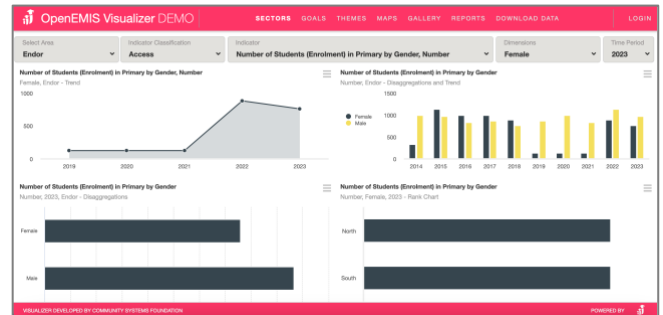 OpenEMIS Visualizer DEMO
SECTORS GOALS THEMES MAPS GALLERY REPORTS DOWNLOAD DATA LOGIN
Select Area
Endor
Indicator Classification
Access
Indicator
Number of Students (Enrolment) in Primary by Gender, Number
Dimensions
Female
Time Period
2023
Number of Students (Enrolment) in Primary by Gender, Number
Female, Endor - Trend
1000
500
0
2019 2020 2021 2022 2023
Number of Students (Enrolment) in Primary by Gender
Number, Endor - Disaggregations and Trend
Female
Male
1500
1000
500
0
2014 2015 2016 2017 2018 2019 2020 2021 2022 2023
Number of Students (Enrolment) in Primary by Gender
Number, 2023, Endor - Disaggregations
Female
Male
Number of Students (Enrolment) in Primary by Gender
Number, Female, 2023 - Rank Chart
North
South
VISUALIZER DEVELOPED BY COMMUNITY SYSTEMS FOUNDATION
POWERED BY